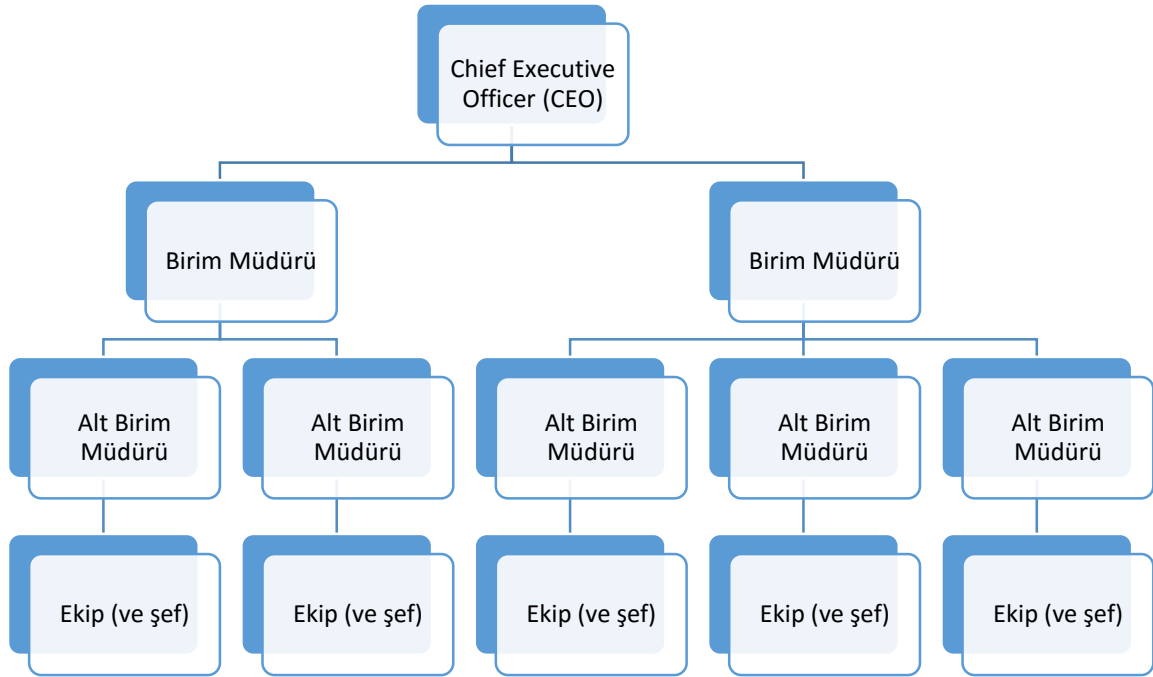 Chief Executive
Officer (CEO)
Birim Müdürü
Birim Müdürü
Alt Birim
Müdürü
Alt Birim
Müdürü
Alt Birim
Müdürü
Alt Birim
Müdürü
Alt Birim
Müdürü
Ekip (ve şef)
Ekip (ve şef)
Ekip (ve şef)
Ekip (ve şef)
Ekip (ve şef)